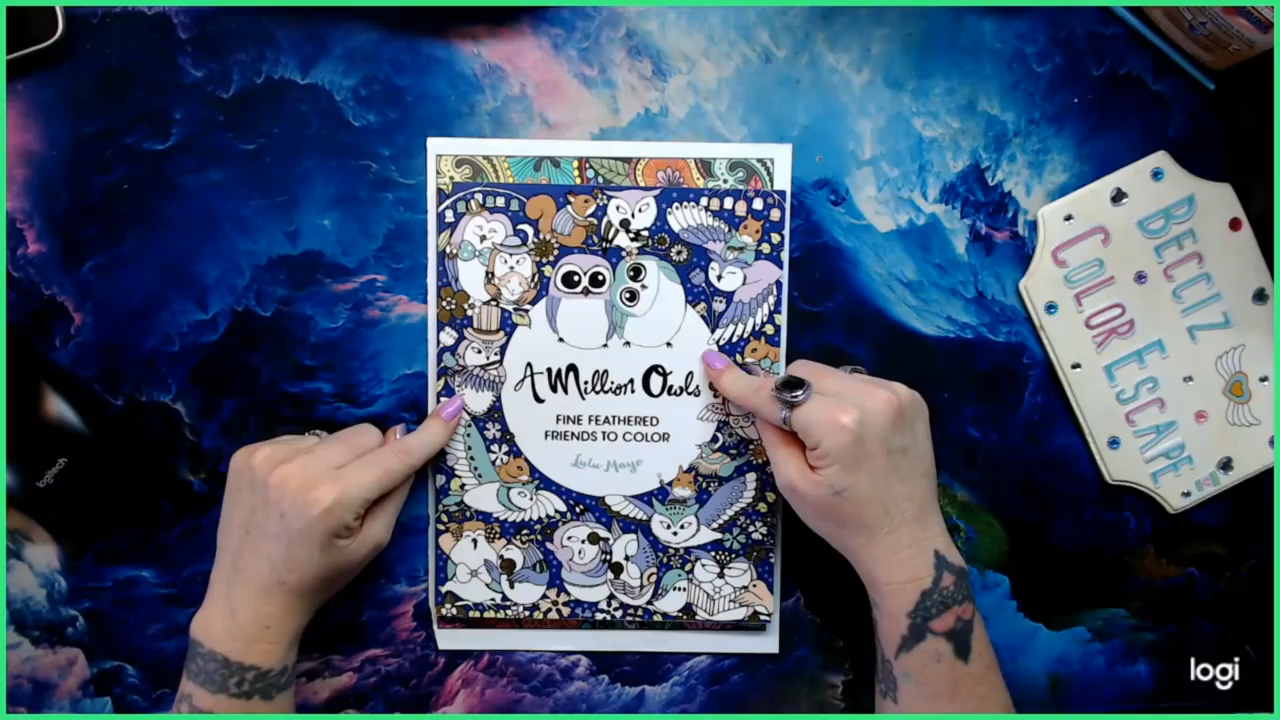 A Million Owls
FINE FEATHERED
FRIENDS TO COLOR
Lulu Mayo
BECCIZ
COLOR ESCAPE
logitech
logi